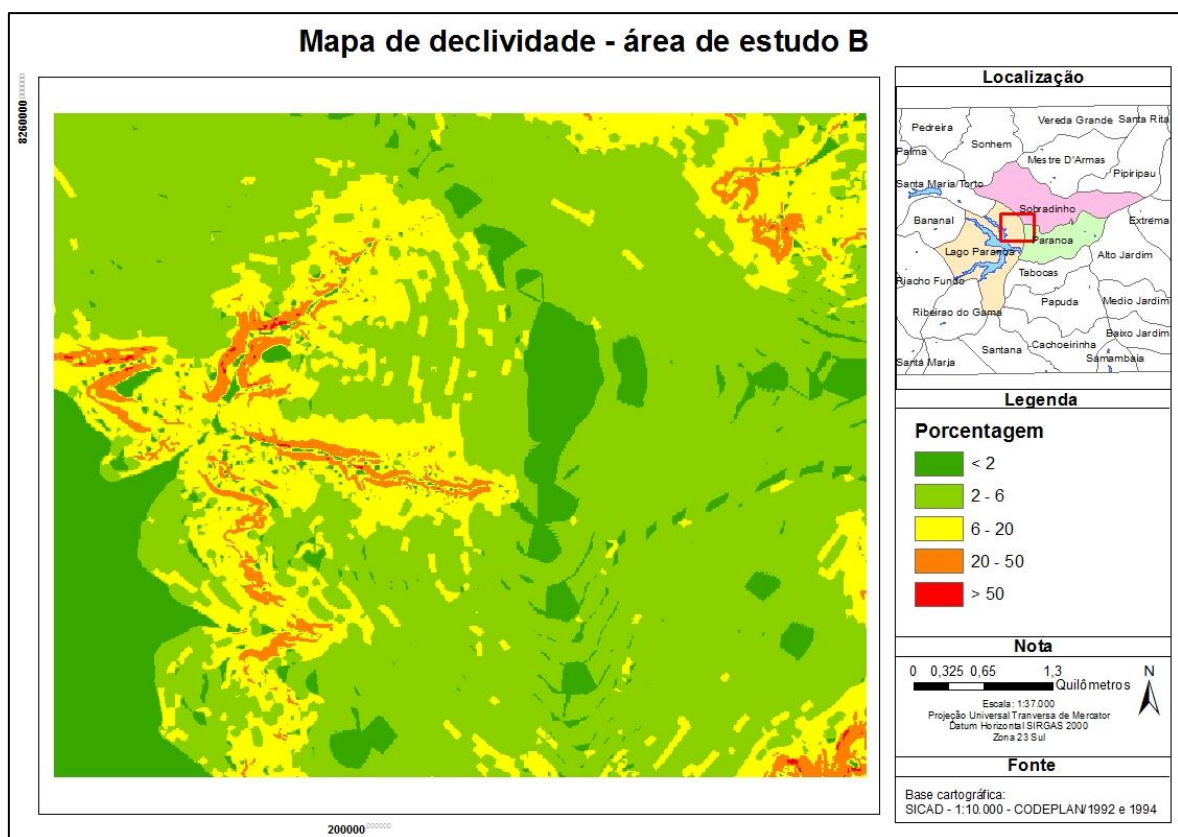 Mapa de declividade - área de estudo B
8260000
200000
Localização
Pedreira
Sonhem
Vereda Grande
Santa Rita
Palma
Mestre D'Armas
Pipiripau
Santa Maria/Torto
Sobradinho
Bananal
Extrema
Paranoa
Lago Paranoa
Alto Jardim
Tabocas
Riacho Fundo
Papuda
Medio Jardim
Ribeirao do Gama
Baixo Jardim
Cachoeirinha
Santana
Samambaia
Santa Maria
Legenda
Porcentagem
< 2
2 - 6
6 - 20
20 - 50
> 50
Nota
0 0,325 0,65 1,3
Quilômetros
N
Escala: 1:37.000
Projeção Universal Tranversa de Mercator
Datum Horizontal SIRGAS 2000
Zona 23 Sul
Fonte
Base cartográfica:
SICAD - 1:10.000 - CODEPLAN/1992 e 1994